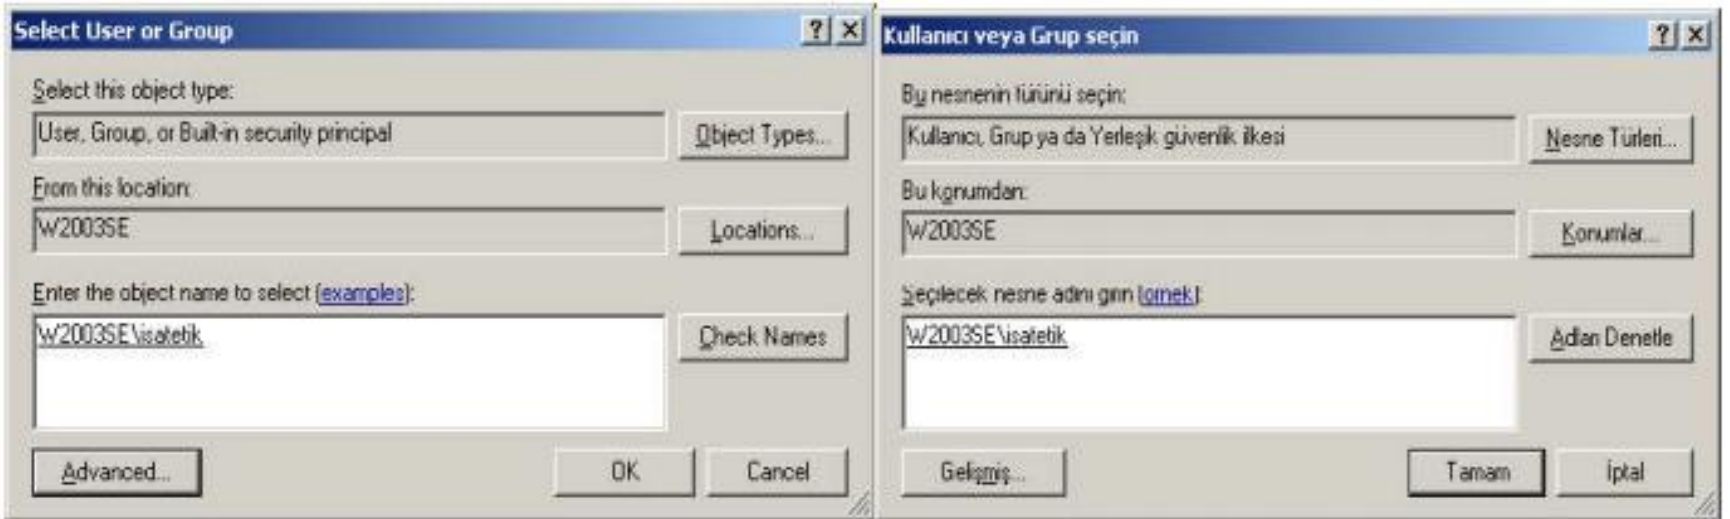 Select User or Group
Select this object type:
User, Group, or Built-in security principal
Object Types...
From this location:
W2003SE
Locations...
Enter the object name to select (examples):
W2003SE\isatetik
Check Names
Advanced...
OK
Cancel
Kullanıcı veya Grup seçin
Bu nesnenin türünü seçin:
Kullanıcı, Grup ya da Yerleşik güvenlik ilkesi
Nesne Türleri...
Bu konumdan:
W2003SE
Konumlar...
Seçilecek nesne adını girin (örnek):
W2003SE\isatetik
Adları Denetle
Gelişmiş...
Tamam
İptal